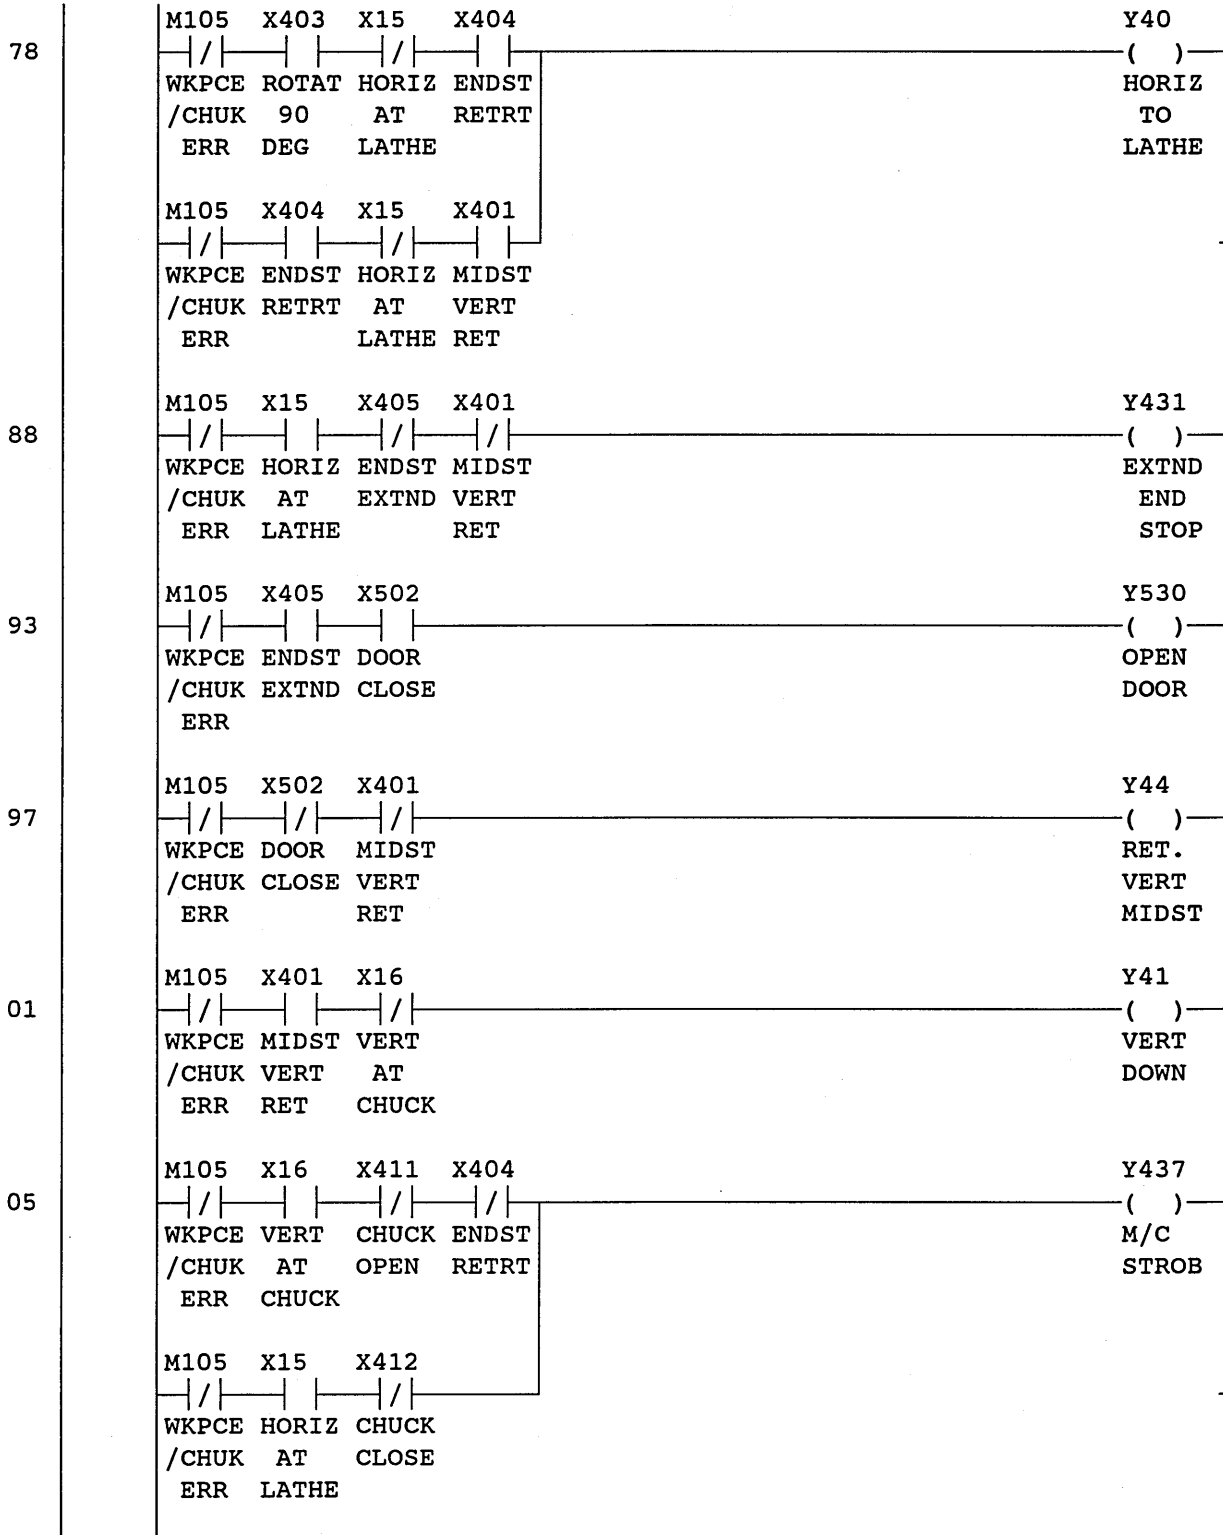 M105 X403 X15 X404 Y40
78 ( )
WKPCE ROTAT HORIZ ENDST HORIZ
/CHUK 90 AT RETRT TO
ERR DEG LATHE LATHE
M105 X404 X15 X401
WKPCE ENDST HORIZ MIDST
/CHUK RETRT AT VERT
ERR LATHE RET
M105 X15 X405 X401 Y431
88 ( )
WKPCE HORIZ ENDST MIDST EXTND
/CHUK AT EXTND VERT END
ERR LATHE RET STOP
M105 X405 X502 Y530
93 ( )
WKPCE ENDST DOOR OPEN
/CHUK EXTND CLOSE DOOR
ERR
M105 X502 X401 Y44
97 ( )
WKPCE DOOR MIDST RET.
/CHUK CLOSE VERT VERT
ERR RET MIDST
M105 X401 X16 Y41
01 ( )
WKPCE MIDST VERT VERT
/CHUK VERT AT DOWN
ERR RET CHUCK
M105 X16 X411 X404 Y437
05 ( )
WKPCE VERT CHUCK ENDST M/C
/CHUK AT OPEN RETRT STROB
ERR CHUCK
M105 X15 X412
WKPCE HORIZ CHUCK
/CHUK AT CLOSE
ERR LATHE